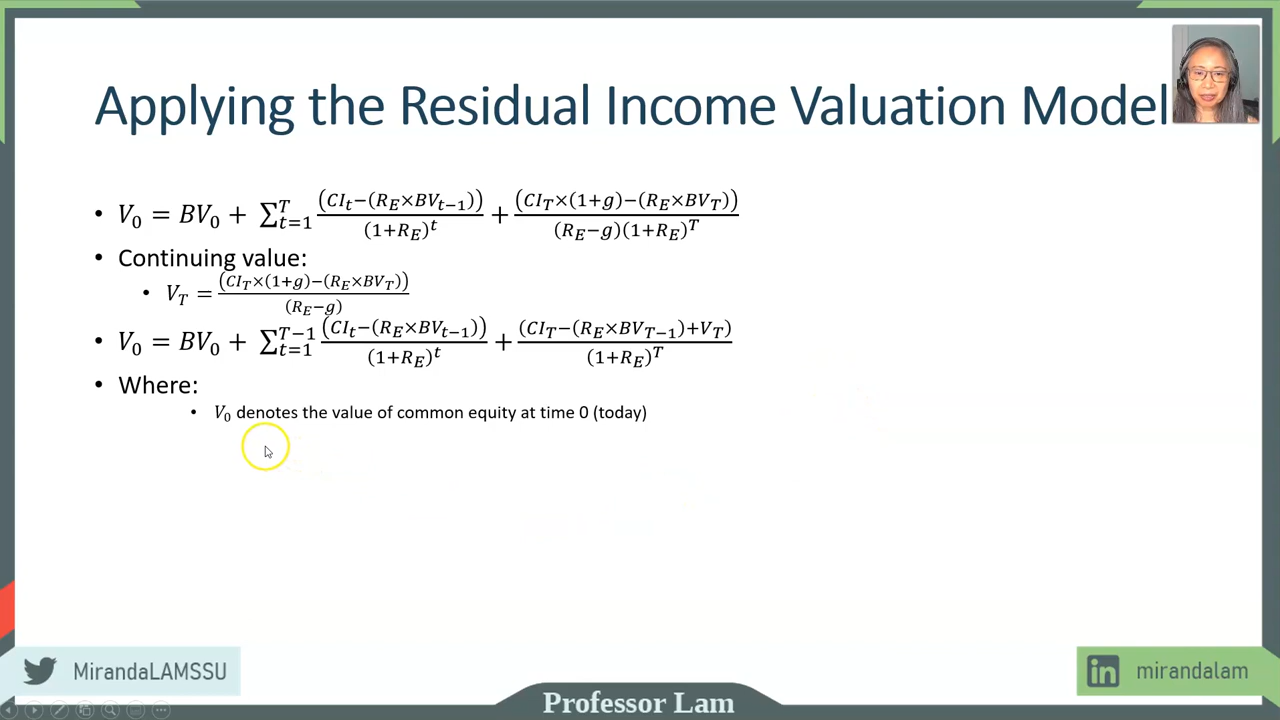 Applying the Residual Income Valuation Model
• V₀ = BV₀ + ∑ₜ₌₁ᵀ (CIₜ−(R_E×BVₜ₋₁))/(1+R_E)ᵗ + (CI_T×(1+g)−(R_E×BV_T))/(R_E−g)(1+R_E)ᵀ
• Continuing value:
• V_T = (CI_T×(1+g)−(R_E×BV_T))/(R_E−g)
• V₀ = BV₀ + ∑ₜ₌₁ᵀ⁻¹ (CIₜ−(R_E×BVₜ₋₁))/(1+R_E)ᵗ + (CI_T−(R_E×BV_T₋₁)+V_T)/(1+R_E)ᵀ
• Where:
• V₀ denotes the value of common equity at time 0 (today)
MirandaLAMSSU
in mirandalam
Professor Lam